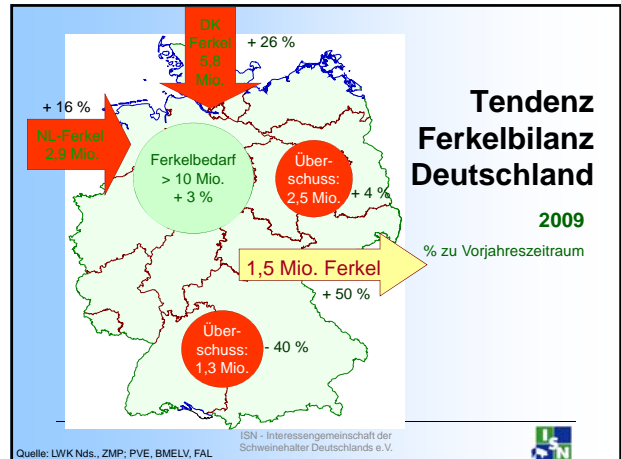 DK
Ferkel
5,8
Mio.
+ 26 %
+ 16 %
NL-Ferkel
2,9 Mio.
Ferkelbedarf
> 10 Mio.
+ 3 %
Über-
schuss:
2,5 Mio.
+ 4 %
Tendenz
Ferkelbilanz
Deutschland
2009
% zu Vorjahreszeitraum
1,5 Mio. Ferkel
+ 50 %
Über-
schuss:
1,3 Mio.
- 40 %
ISN - Interessengemeinschaft der
Schweinehalter Deutschlands e.V.
Quelle: LWK Nds., ZMP; PVE, BMELV, FAL
ISN